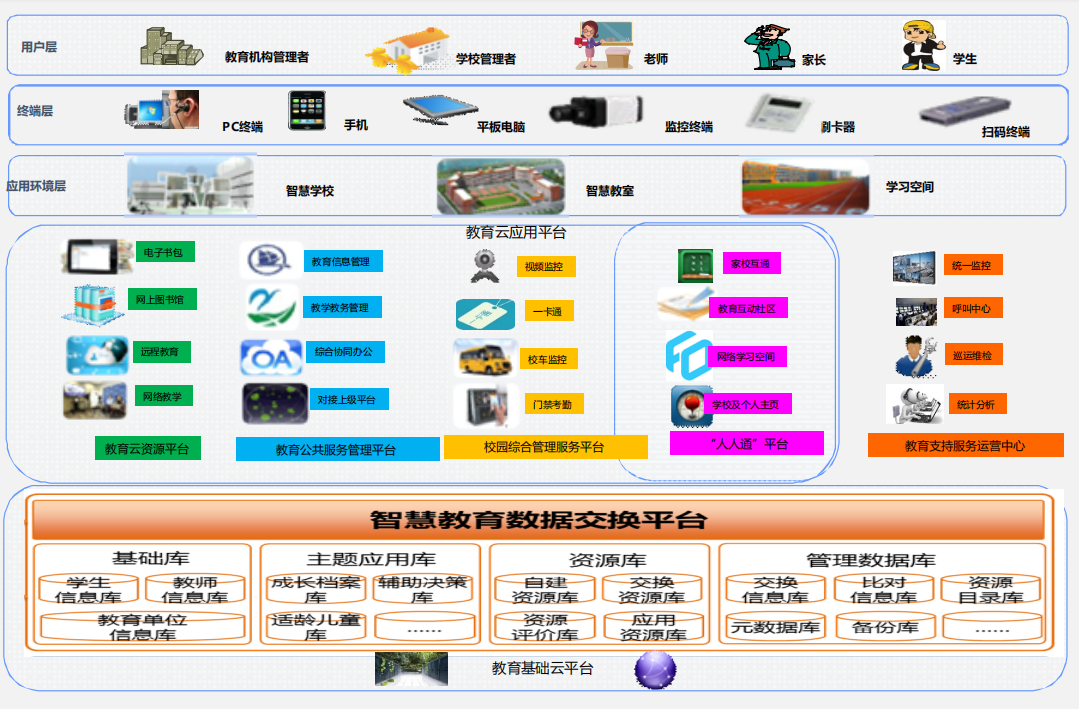 用户层
教育机构管理者
学校管理者
老师
家长
学生
终端层
PC终端
手机
平板电脑
监控终端
刷卡器
扫码终端
应用环境层
智慧学校
智慧教室
学习空间
教育云应用平台
电子书包
网上图书馆
远程教育
网络教学
教育云资源平台
教育信息管理
教学教务管理
OA
综合协同办公
对接上级平台
教育公共服务管理平台
视频监控
一卡通
一卡通
校车监控
门禁考勤
校园综合管理服务平台
家校互通
教育互动社区
网络学习空间
学校及个人主页
“人人通”平台
统一监控
呼叫中心
巡运维检
统计分析
教育支持服务运营中心
智慧教育数据交换平台
基础库
学生
信息库
教师
信息库
教育单位
信息库
主题应用库
成长档案
库
辅助决策
库
适龄儿童
库
......
资源库
自建
资源库
交换
资源库
资源
评价库
应用
资源库
管理数据库
交换
信息库
比对
信息库
资源
目录库
元数据库
备份库
......
教育基础云平台